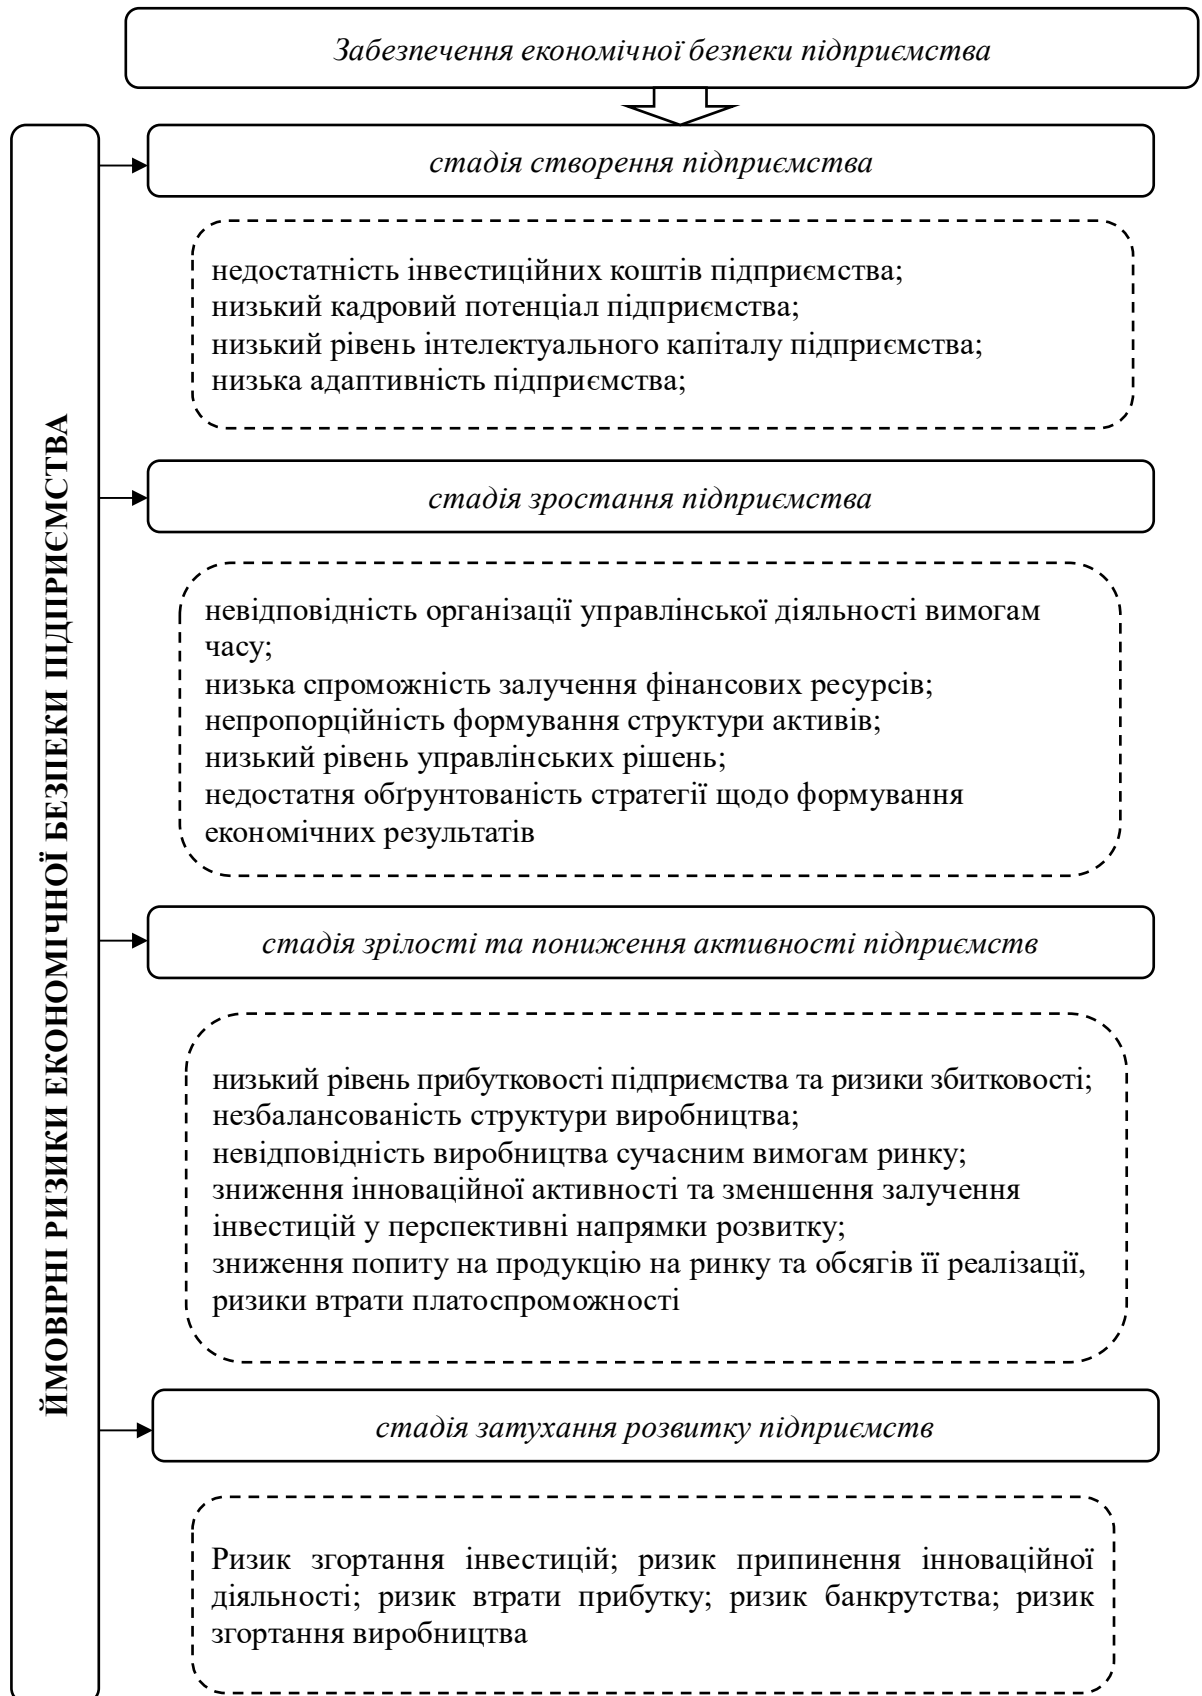 Забезпечення економічної безпеки підприємства
ЙМОВІРНІ РИЗИКИ ЕКОНОМІЧНОЇ БЕЗПЕКИ ПІДПРИЄМСТВА
стадія створення підприємства
недостатність інвестиційних коштів підприємства;
низький кадровий потенціал підприємства;
низький рівень інтелектуального капіталу підприємства;
низька адаптивність підприємства;
стадія зростання підприємства
невідповідність організації управлінської діяльності вимогам
часу;
низька спроможність залучення фінансових ресурсів;
непропорційність формування структури активів;
низький рівень управлінських рішень;
недостатня обґрунтованість стратегії щодо формування
економічних результатів
стадія зрілості та пониження активності підприємств
низький рівень прибутковості підприємства та ризики збитковості;
незбалансованість структури виробництва;
невідповідність виробництва сучасним вимогам ринку;
зниження інноваційної активності та зменшення залучення
інвестицій у перспективні напрямки розвитку;
зниження попиту на продукцію на ринку та обсягів її реалізації,
ризики втрати платоспроможності
стадія затухання розвитку підприємств
Ризик згортання інвестицій; ризик припинення інноваційної
діяльності; ризик втрати прибутку; ризик банкрутства; ризик
згортання виробництва